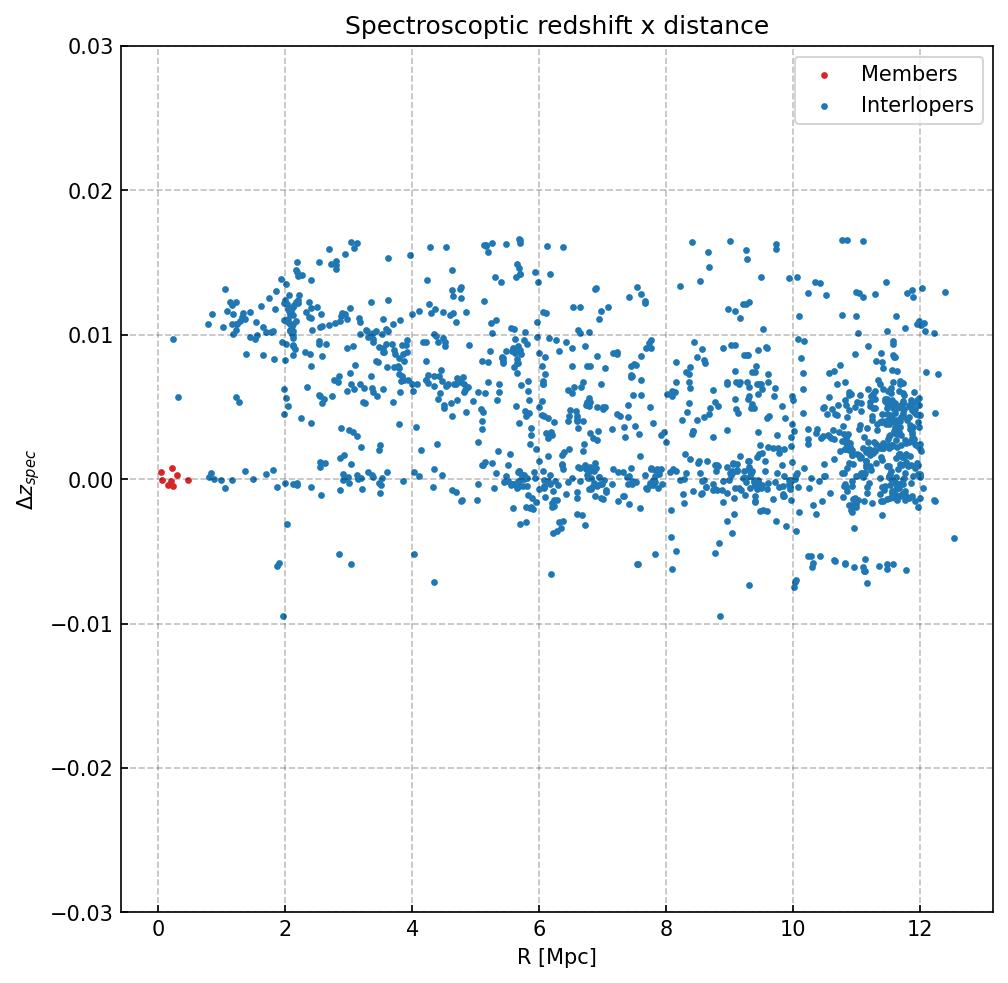 Spectroscoptic redshift x distance
Members
Interlopers
0.03
0.02
0.01
0.00
−0.01
−0.02
−0.03
Δz_spec
0 2 4 6 8 10 12
R [Mpc]